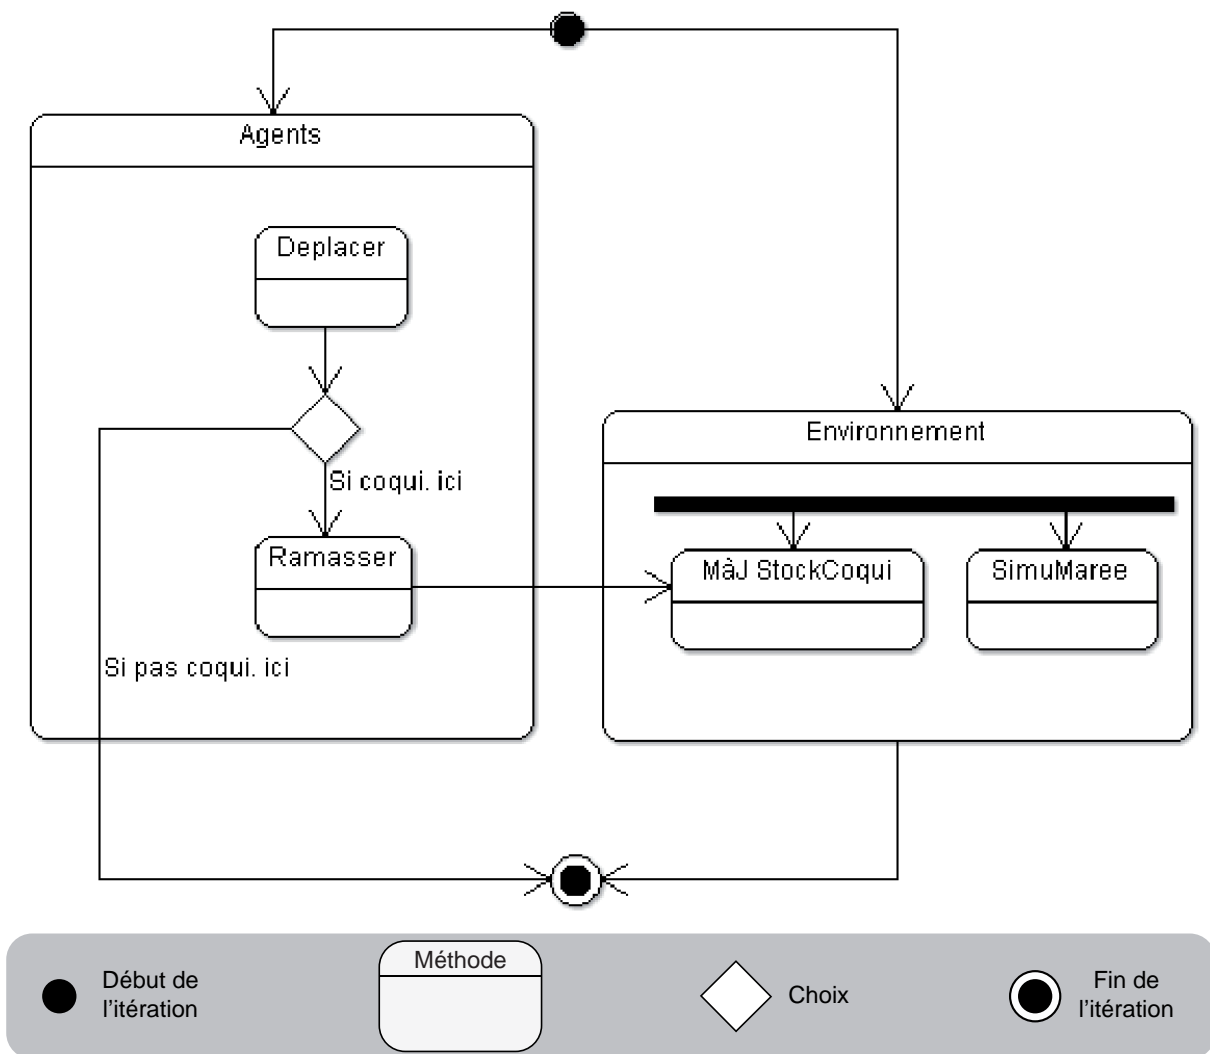 Agents
Deplacer
Si coqui. ici
Ramasser
Si pas coqui. ici
Environnement
MàJ StockCoqui
SimuMaree
Début de
l'itération
Méthode
Choix
Fin de
l'itération